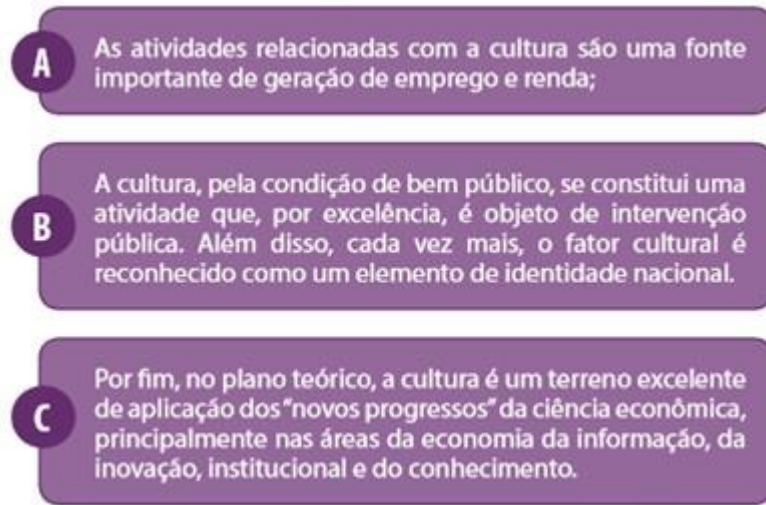 A
As atividades relacionadas com a cultura são uma fonte
importante de geração de emprego e renda;
B
A cultura, pela condição de bem público, se constitui uma
atividade que, por excelência, é objeto de intervenção
pública. Além disso, cada vez mais, o fator cultural é
reconhecido como um elemento de identidade nacional.
C
Por fim, no plano teórico, a cultura é um terreno excelente
de aplicação dos "novos progressos" da ciência econômica,
principalmente nas áreas da economia da informação, da
inovação, institucional e do conhecimento.